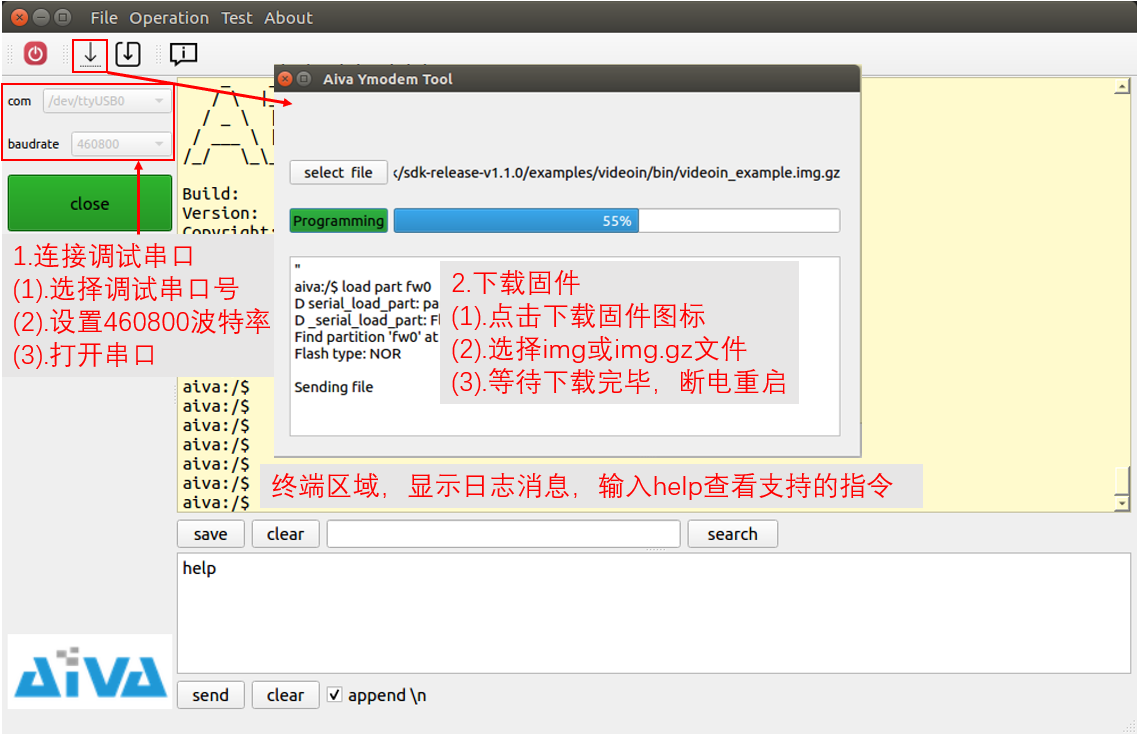 File Operation Test About
com /dev/ttyUSB0
baudrate 460800
close
Build:
Version:
Copyright:
1.连接调试串口
(1).选择调试串口号
(2).设置460800波特率
(3).打开串口
Aiva Ymodem Tool
select file
/sdk-release-v1.1.0/examples/videoin/bin/videoin_example.img.gz
Programming 55%
"
aiva:/$ load part fw0
D serial_load_part: pa
D _serial_load_part: Fl
Find partition 'fw0' at
Flash type: NOR
Sending file
2.下载固件
(1).点击下载固件图标
(2).选择img或img.gz文件
(3).等待下载完毕，断电重启
aiva:/$
aiva:/$
aiva:/$
aiva:/$
aiva:/$
aiva:/$
aiva:/$
终端区域，显示日志消息，输入help查看支持的指令
save clear search
help
AiVA
send clear append \n